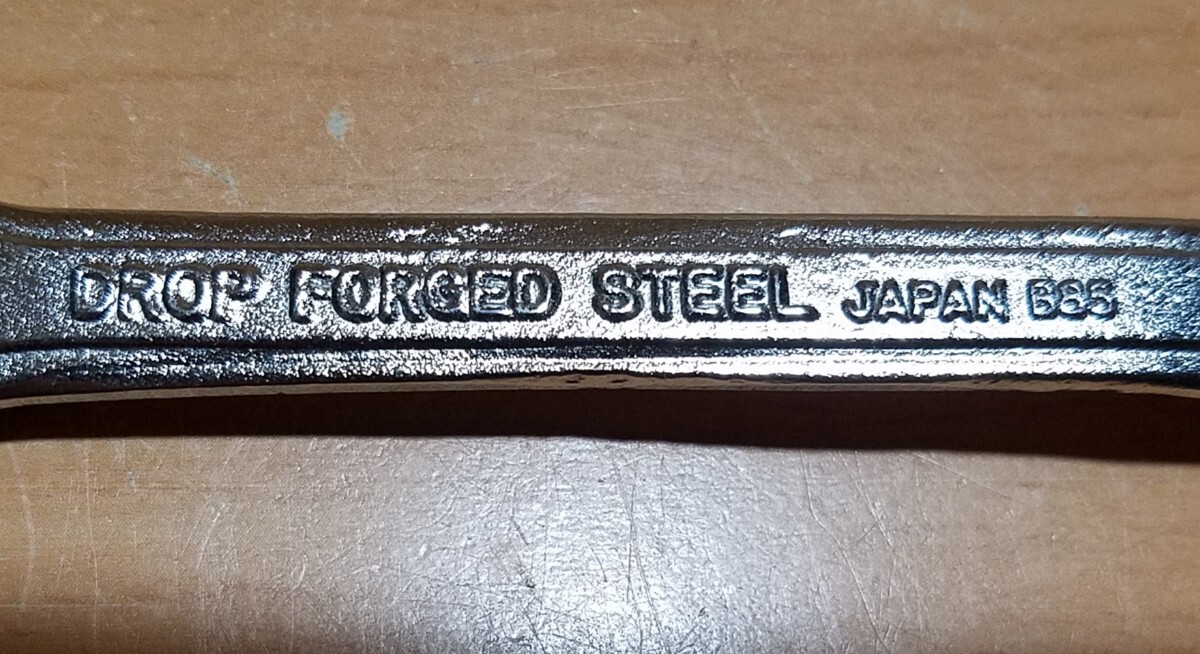 DROP FORGED STEEL JAPAN B85